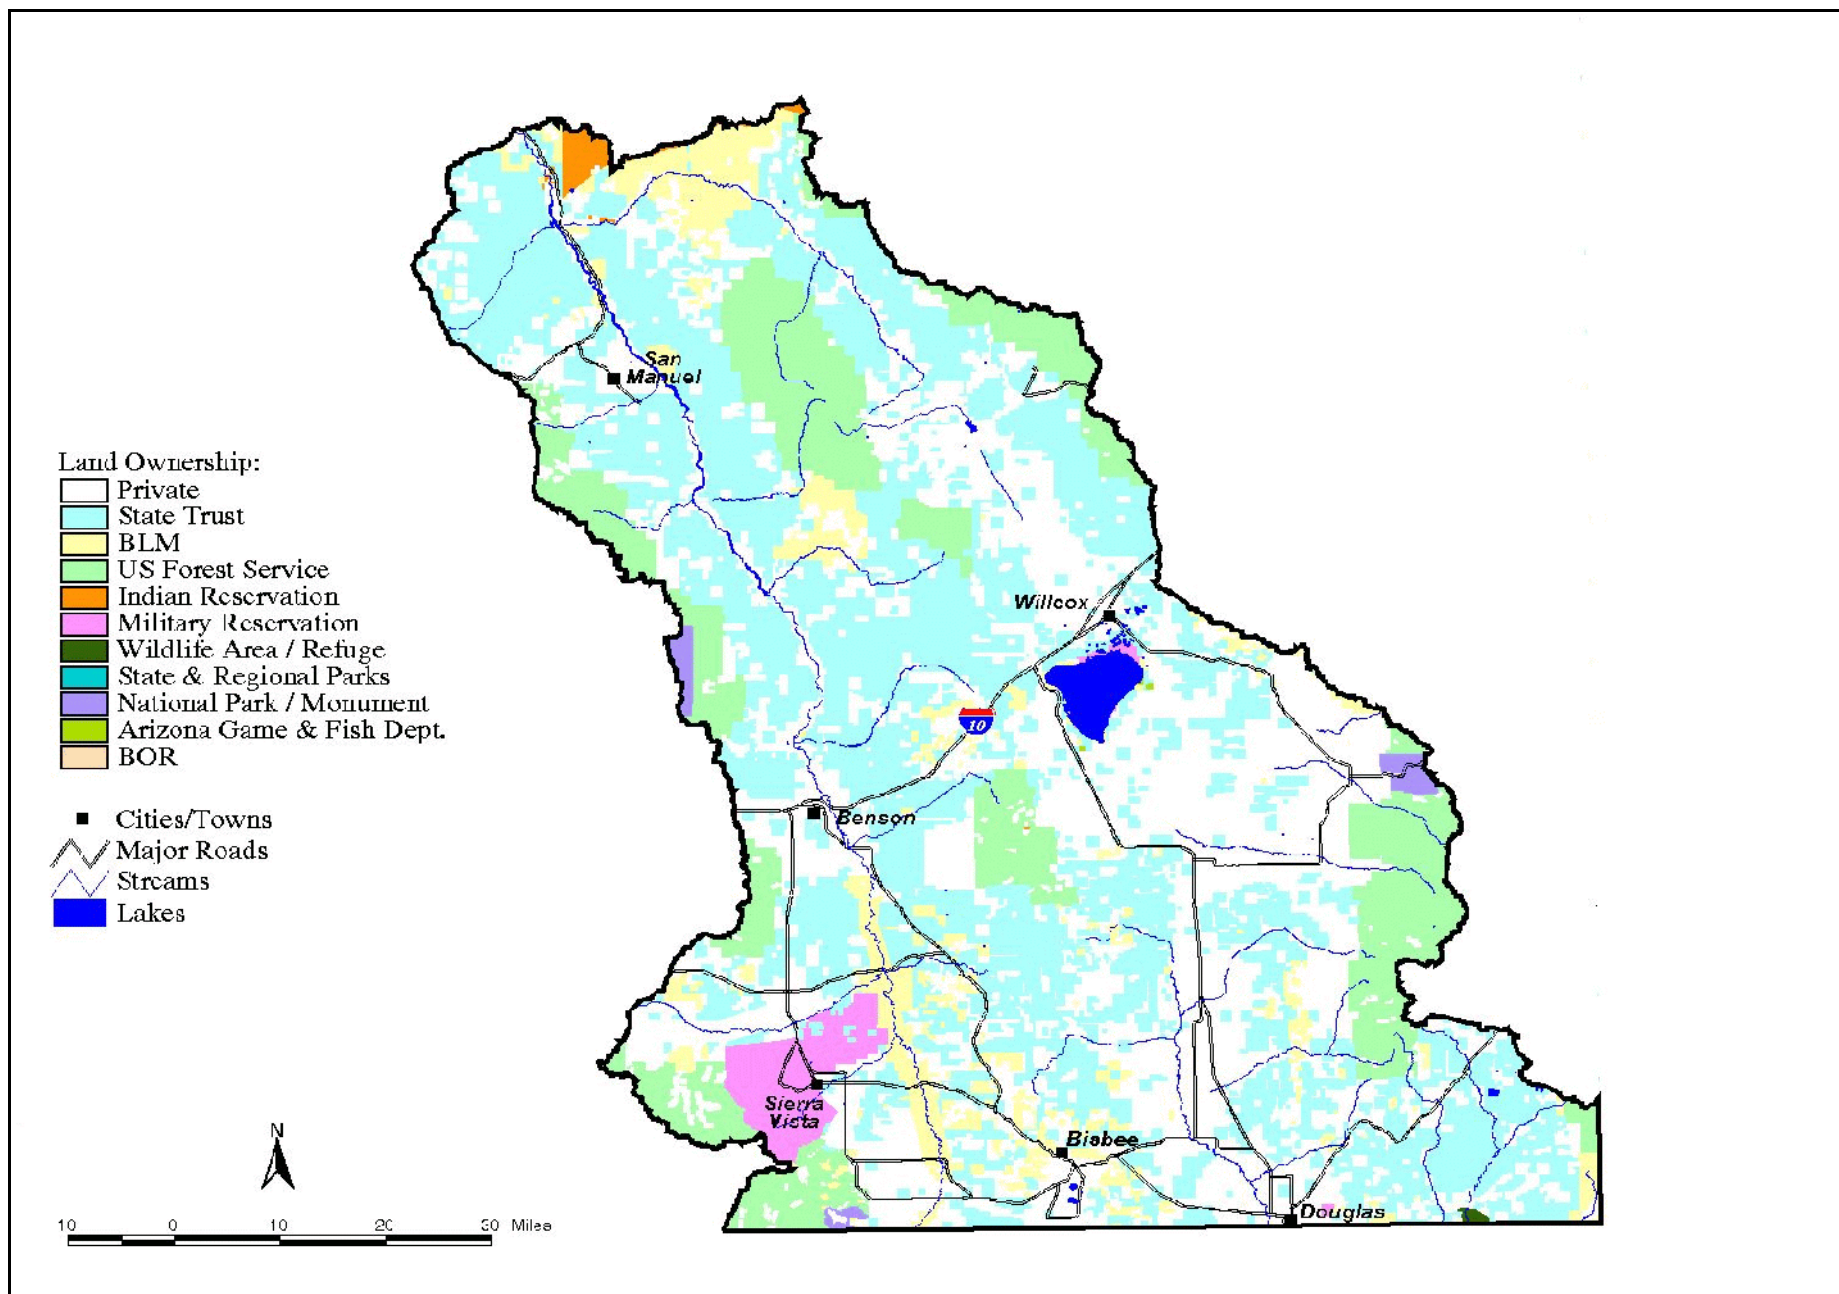 San
Manuel
Land Ownership:
Private
State Trust
BLM
US Forest Service
Indian Reservation
Military Reservation
Wildlife Area / Refuge
State & Regional Parks
National Park / Monument
Arizona Game & Fish Dept.
BOR
Willcox
10
Cities/Towns
Benson
Major Roads
Streams
Lakes
Sierra
Vista
N
Bisbee
Douglas
10 0 10 20 30 Miles